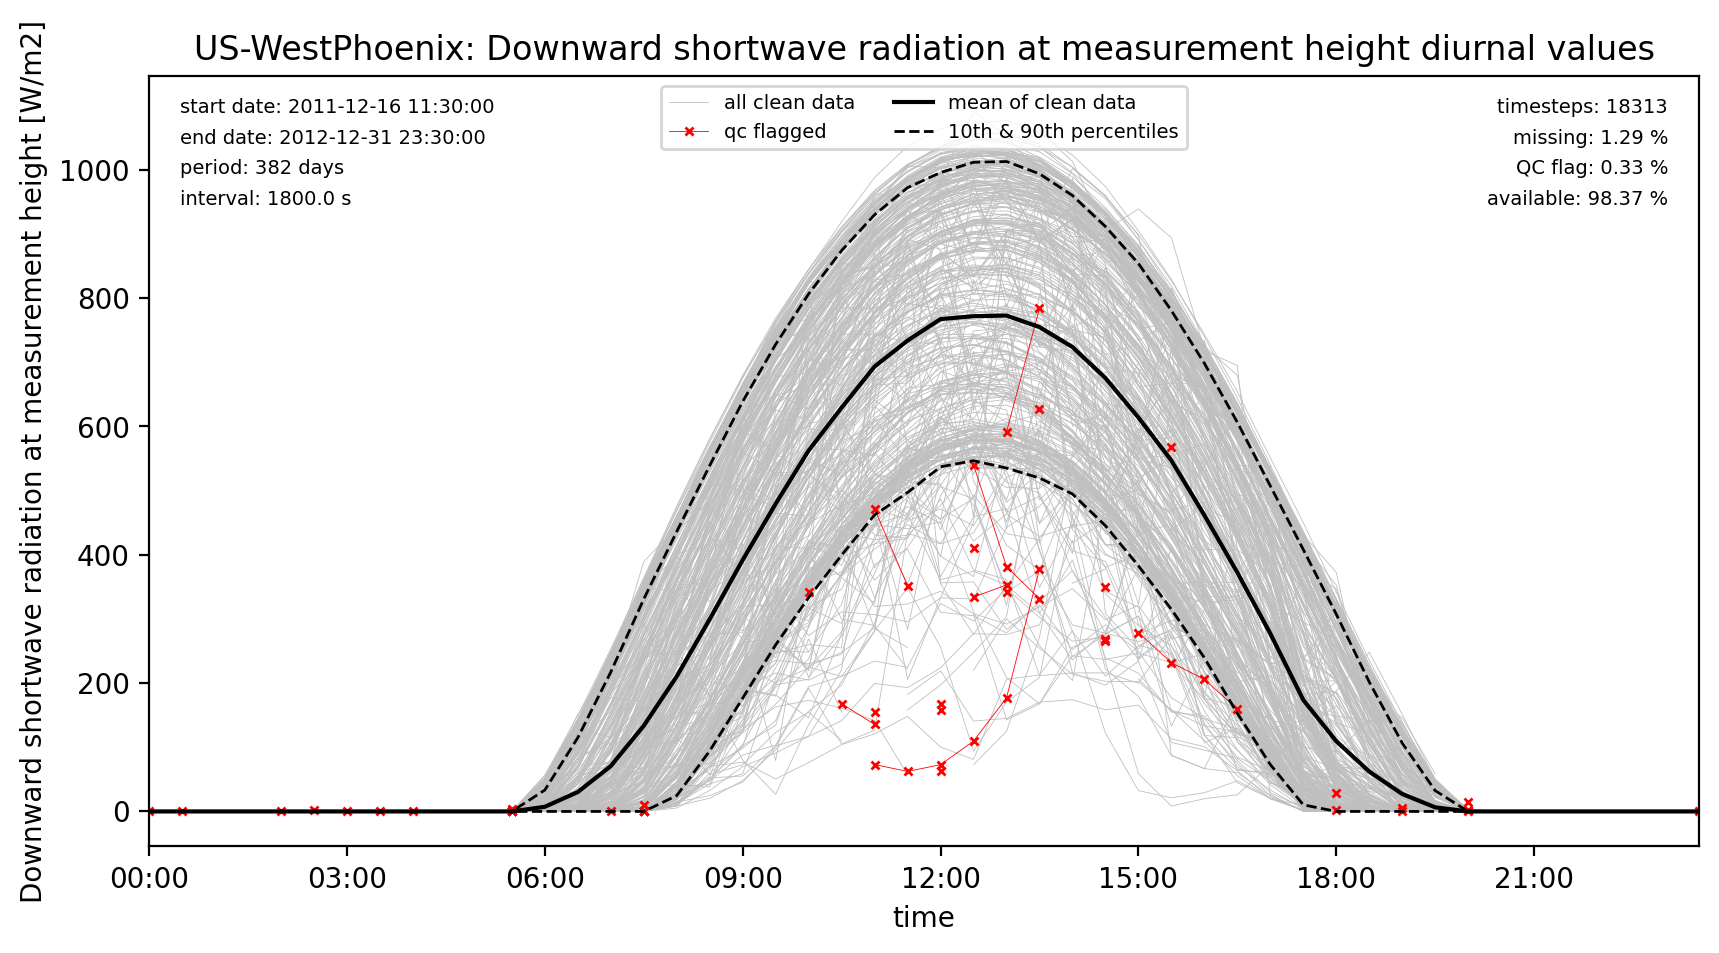 US-WestPhoenix: Downward shortwave radiation at measurement height diurnal values
Downward shortwave radiation at measurement height [W/m2]
start date: 2011-12-16 11:30:00
end date: 2012-12-31 23:30:00
period: 382 days
interval: 1800.0 s
all clean data
qc flagged
mean of clean data
10th & 90th percentiles
timesteps: 18313
missing: 1.29 %
QC flag: 0.33 %
available: 98.37 %
1000
800
600
400
200
0
00:00 03:00 06:00 09:00 12:00 15:00 18:00 21:00
time